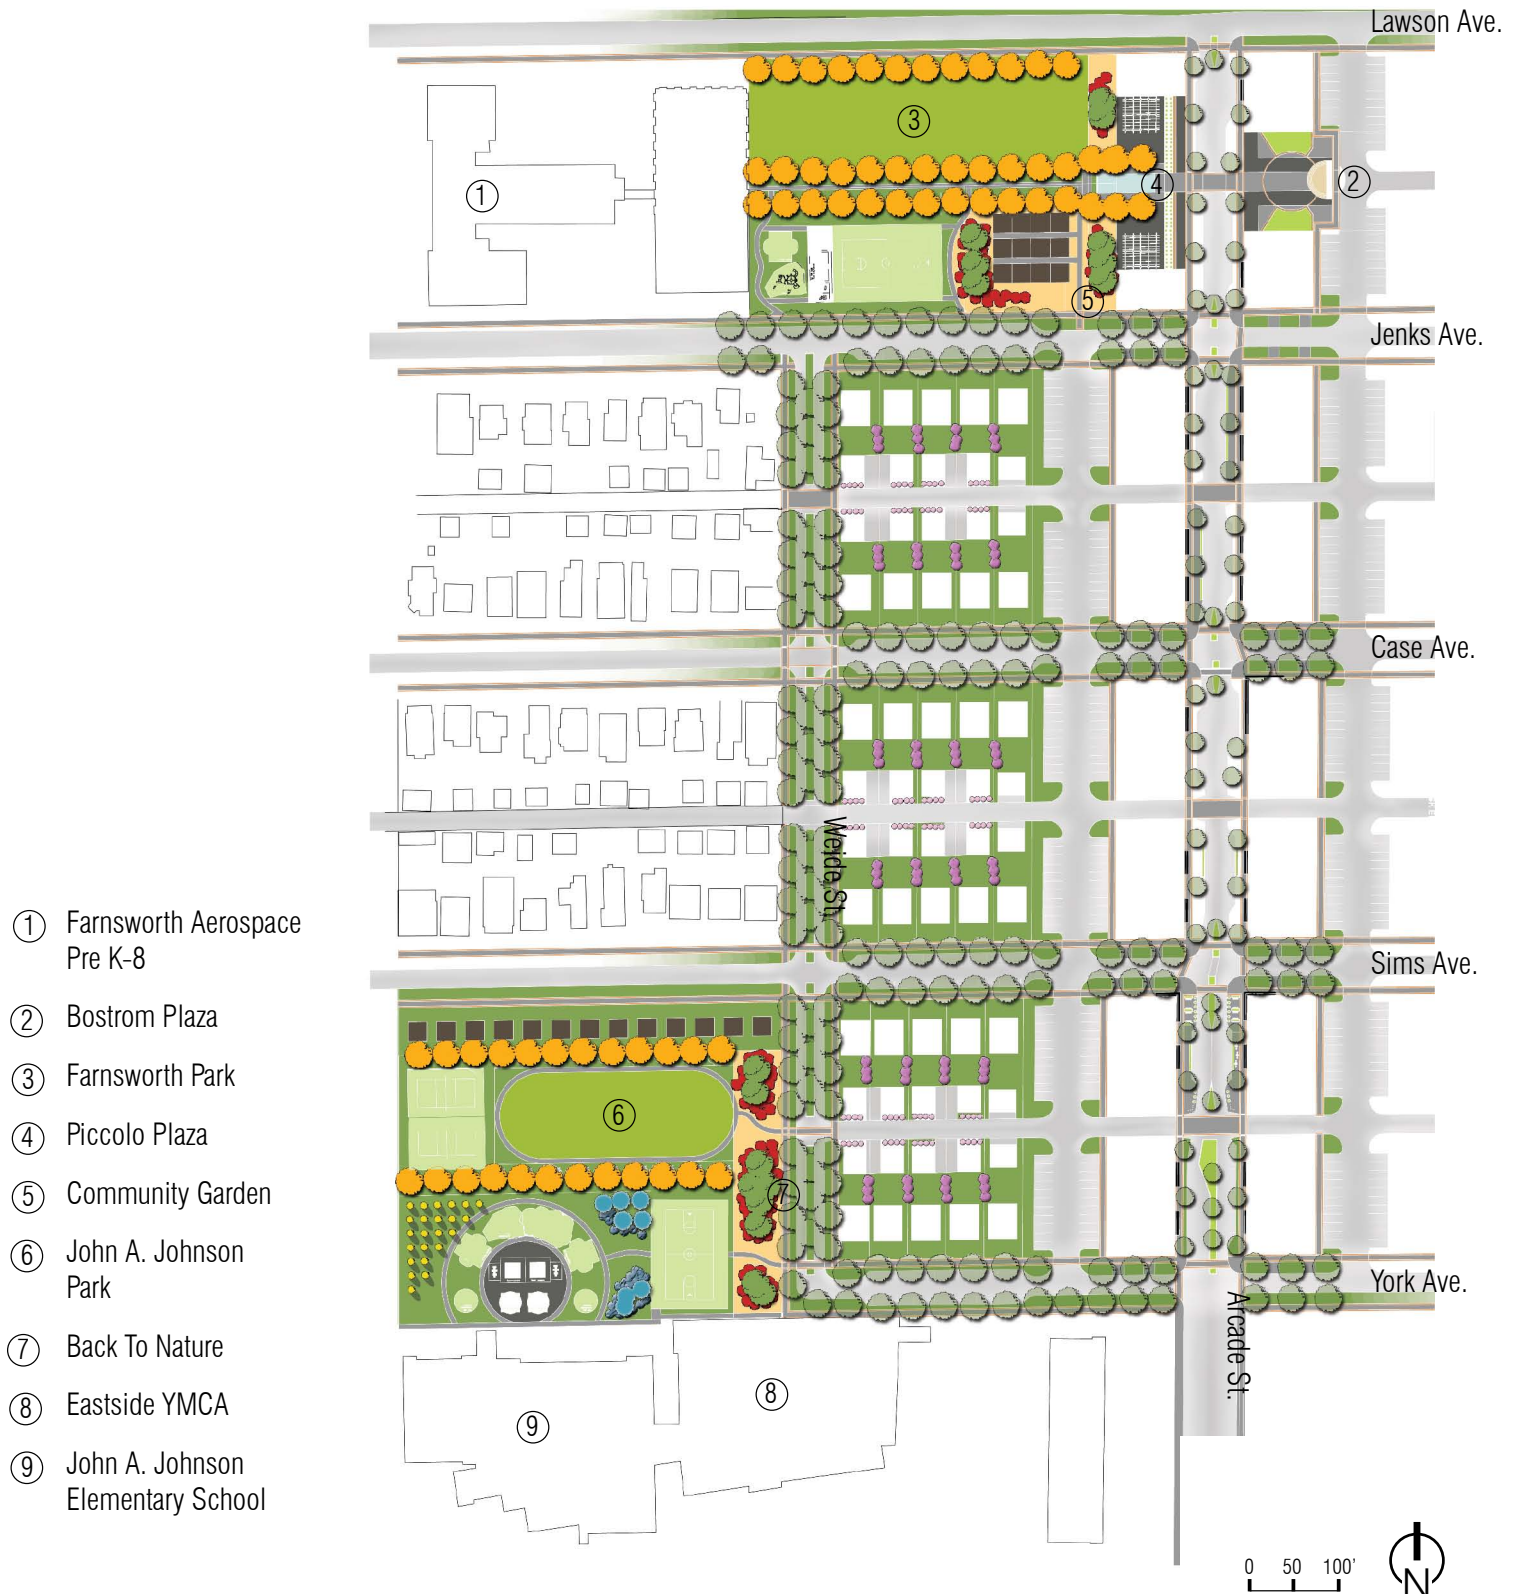 Lawson Ave.
3
1
4
2
5
Jenks Ave.
Case Ave.
Weide St.
Sims Ave.
6
7
York Ave.
Arcade St.
8
9
1 Farnsworth Aerospace
Pre K-8
2 Bostrom Plaza
3 Farnsworth Park
4 Piccolo Plaza
5 Community Garden
6 John A. Johnson
Park
7 Back To Nature
8 Eastside YMCA
9 John A. Johnson
Elementary School
0 50 100'
N